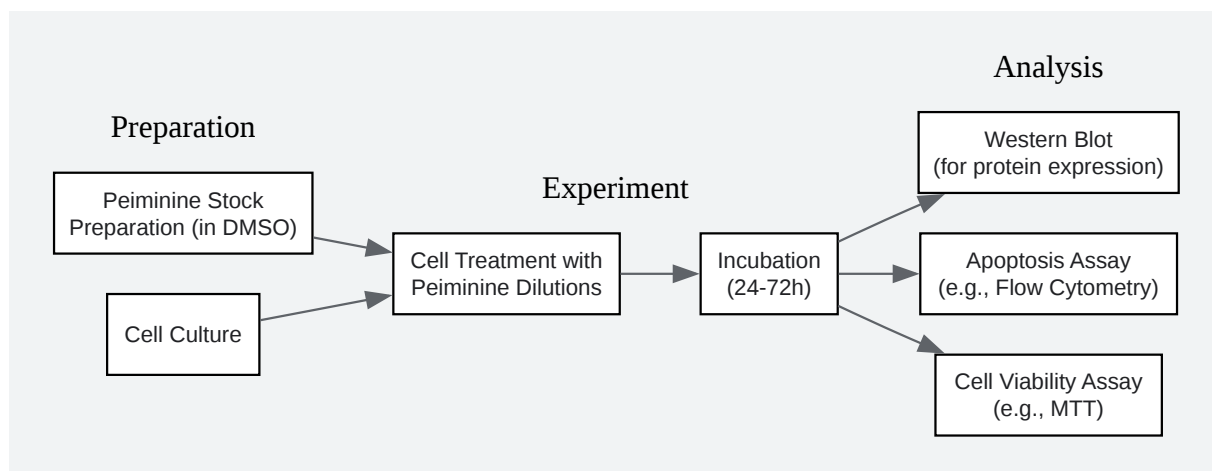 Preparation
Peiminine Stock
Preparation (in DMSO)
Cell Culture
Experiment
Cell Treatment with
Peiminine Dilutions
Incubation
(24-72h)
Analysis
Western Blot
(for protein expression)
Apoptosis Assay
(e.g., Flow Cytometry)
Cell Viability Assay
(e.g., MTT)